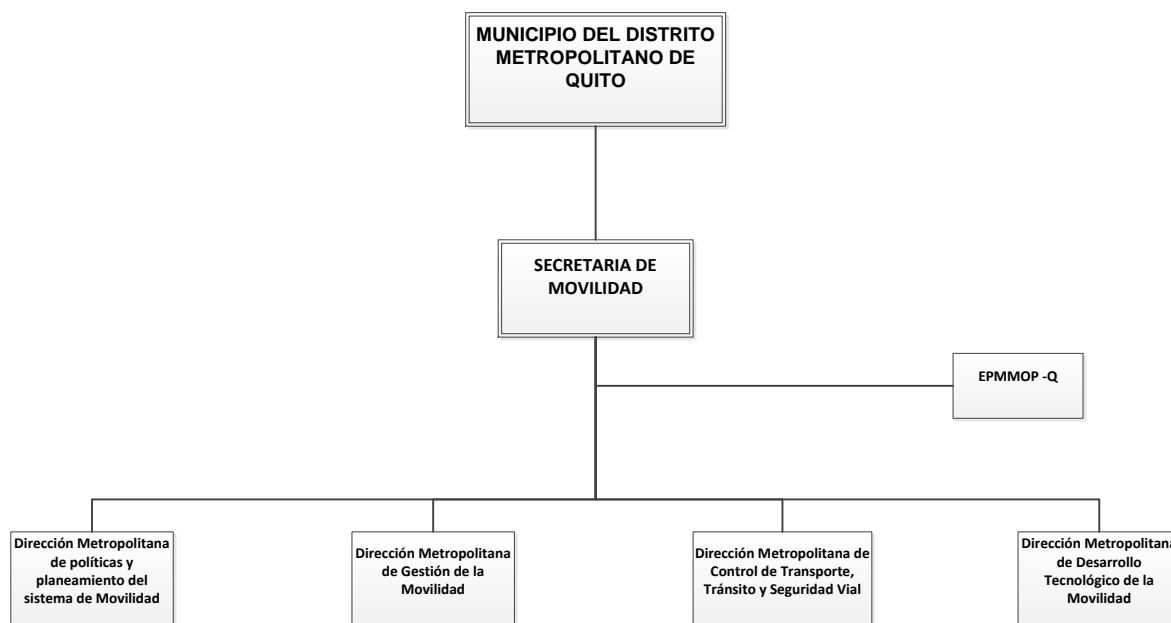 MUNICIPIO DEL DISTRITO
METROPOLITANO DE
QUITO
SECRETARIA DE
MOVILIDAD
EPMMOP -Q
Dirección Metropolitana
de políticas y
planeamiento del
sistema de Movilidad
Dirección Metropolitana
de Gestión de la
Movilidad
Dirección Metropolitana de
Control de Transporte,
Tránsito y Seguridad Vial
Dirección Metropolitana
de Desarrollo
Tecnológico de la
Movilidad